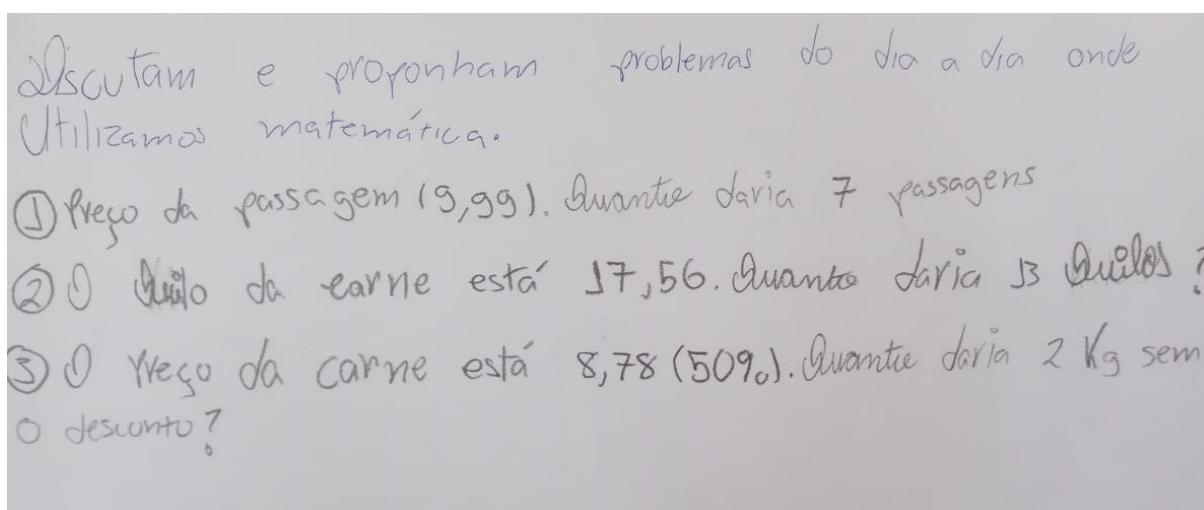 Discutam e proponham problemas do dia a dia onde
Utilizamos matemática.
① Preço da passagem (9,99). Quanto daria 7 passagens
② O Quilo da carne está 17,56. Quanto daria 13 Quilos?
③ O Preço da carne está 8,78 (50%). Quanto daria 2 Kg sem
o desconto?